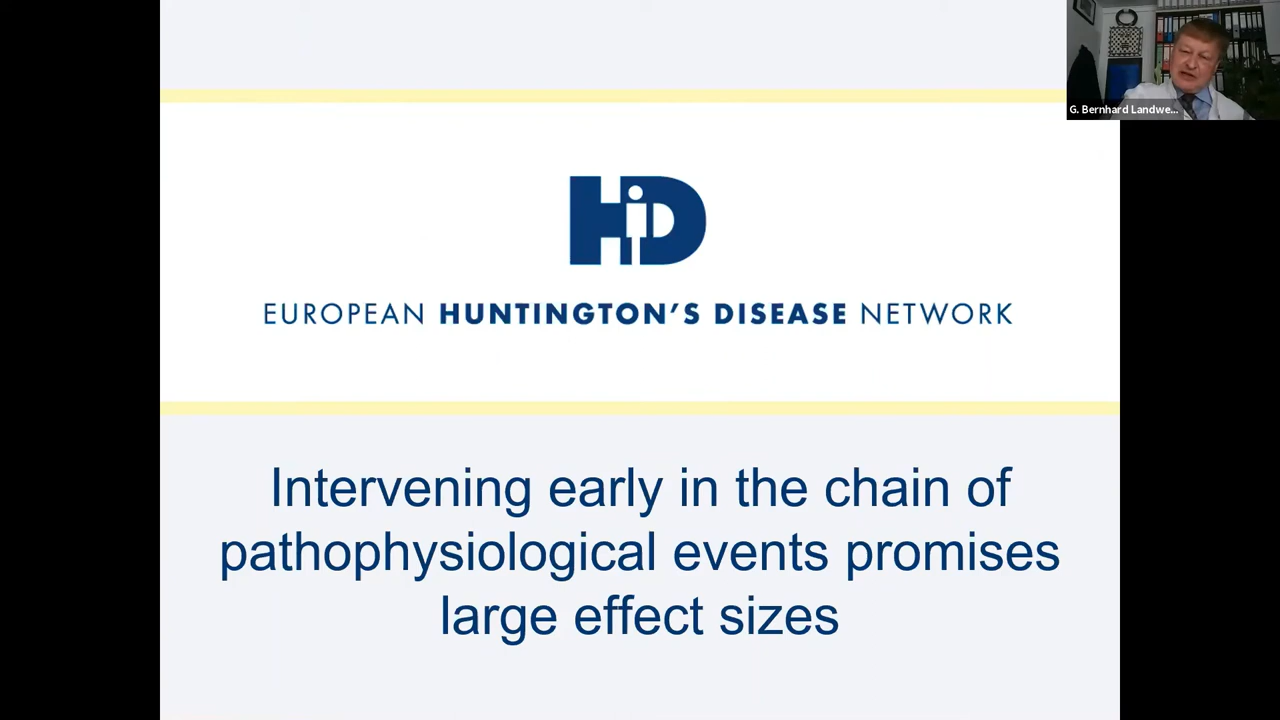 G. Bernhard Landwe...
HD
EUROPEAN HUNTINGTON'S DISEASE NETWORK
Intervening early in the chain of
pathophysiological events promises
large effect sizes